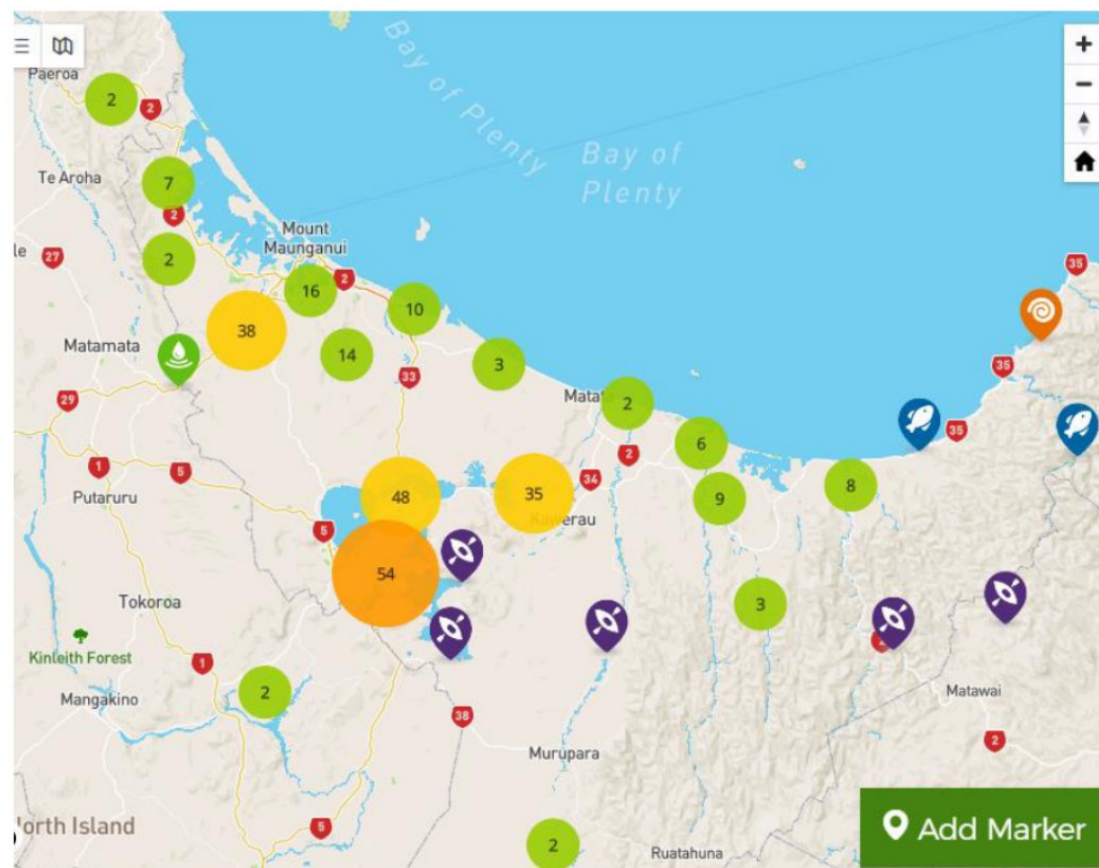 Paeroa
2
2
Te Aroha
7
2
2
Bay of Plenty
Bay of
Plenty
+
−
Mount
Maunganui
le
27
2
35
16
10
38
14
Matamata
3
33
35
29
Matata
2
35
6
2
1
5
Putaruru
48
35
34
Kawerau
9
8
5
54
3
Tokoroa
Kinleith Forest
1
2
Mangakino
38
Matawai
2
Murupara
orth Island
5
2
Ruatahuna
Add Marker